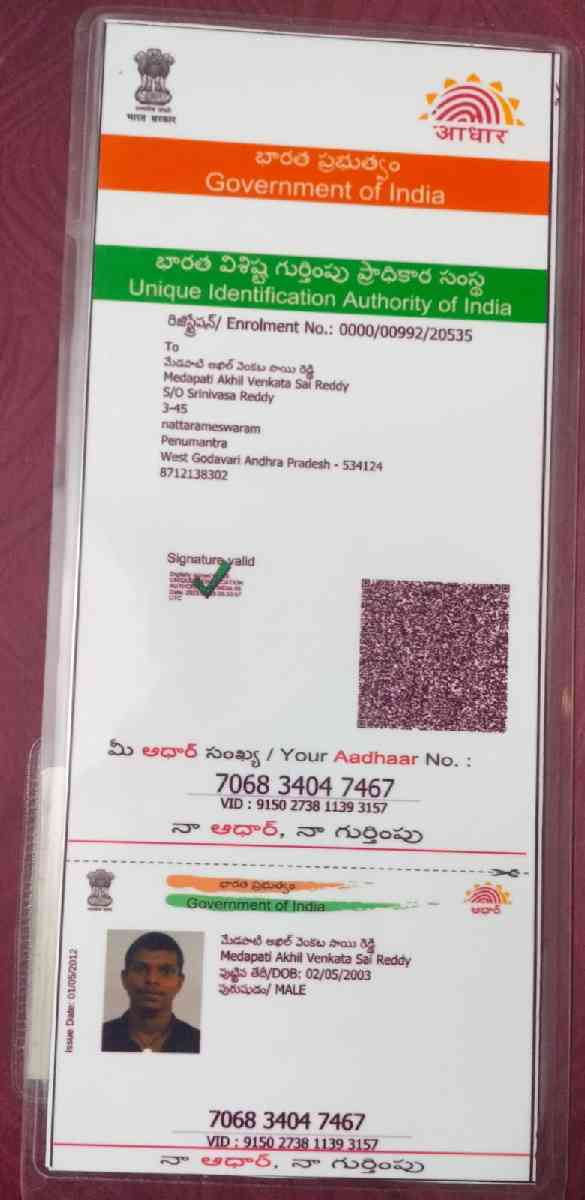 भारत सरकार
आधार
భారత ప్రభుత్వం
Government of India
భారత విశిష్ట గుర్తింపు ప్రాధికార సంస్థ
Unique Identification Authority of India
రిజిస్ట్రేషన్/ Enrolment No.: 0000/00992/20535
To
మేడపాటి అఖిల్ వెంకట సాయి రెడ్డి
Medapati Akhil Venkata Sai Reddy
S/O Srinivasa Reddy
3-45
nattarameswaram
Penumantra
West Godavari Andhra Pradesh - 534124
8712138302
Signature valid
మీ ఆధార్ సంఖ్య / Your Aadhaar No. :
7068 3404 7467
VID : 9150 2738 1139 3157
నా ఆధార్, నా గుర్తింపు
భారత ప్రభుత్వం
Government of India
ఆధార్
Issue Date: 01/05/2012
మేడపాటి అఖిల్ వెంకట సాయి రెడ్డి
Medapati Akhil Venkata Sai Reddy
పుట్టిన తేదీ/DOB: 02/05/2003
పురుషుడు/ MALE
7068 3404 7467
VID : 9150 2738 1139 3157
నా ఆధార్, నా గుర్తింపు